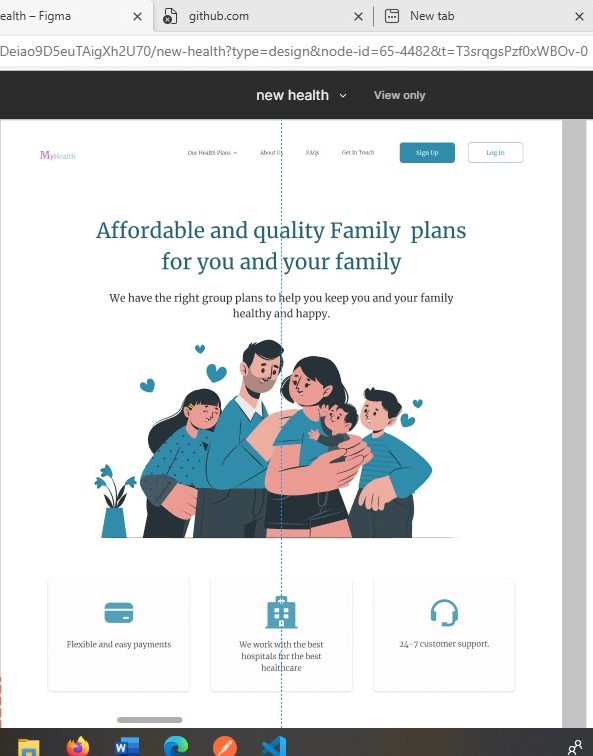 ealth – Figma
github.com
New tab
Deiao9D5euTAigXh2U70/new-health?type=design&node-id=65-4482&t=T3srqgsPzf0xWBOv-0
new health
View only
MyHealth
Our Health Plans
About Us
FAQs
Get In Touch
Sign Up
Log In
Affordable and quality Family plans
for you and your family
We have the right group plans to help you keep you and your family
healthy and happy.
Flexible and easy payments
We work with the best
hospitals for the best
healthcare
24-7 customer support.